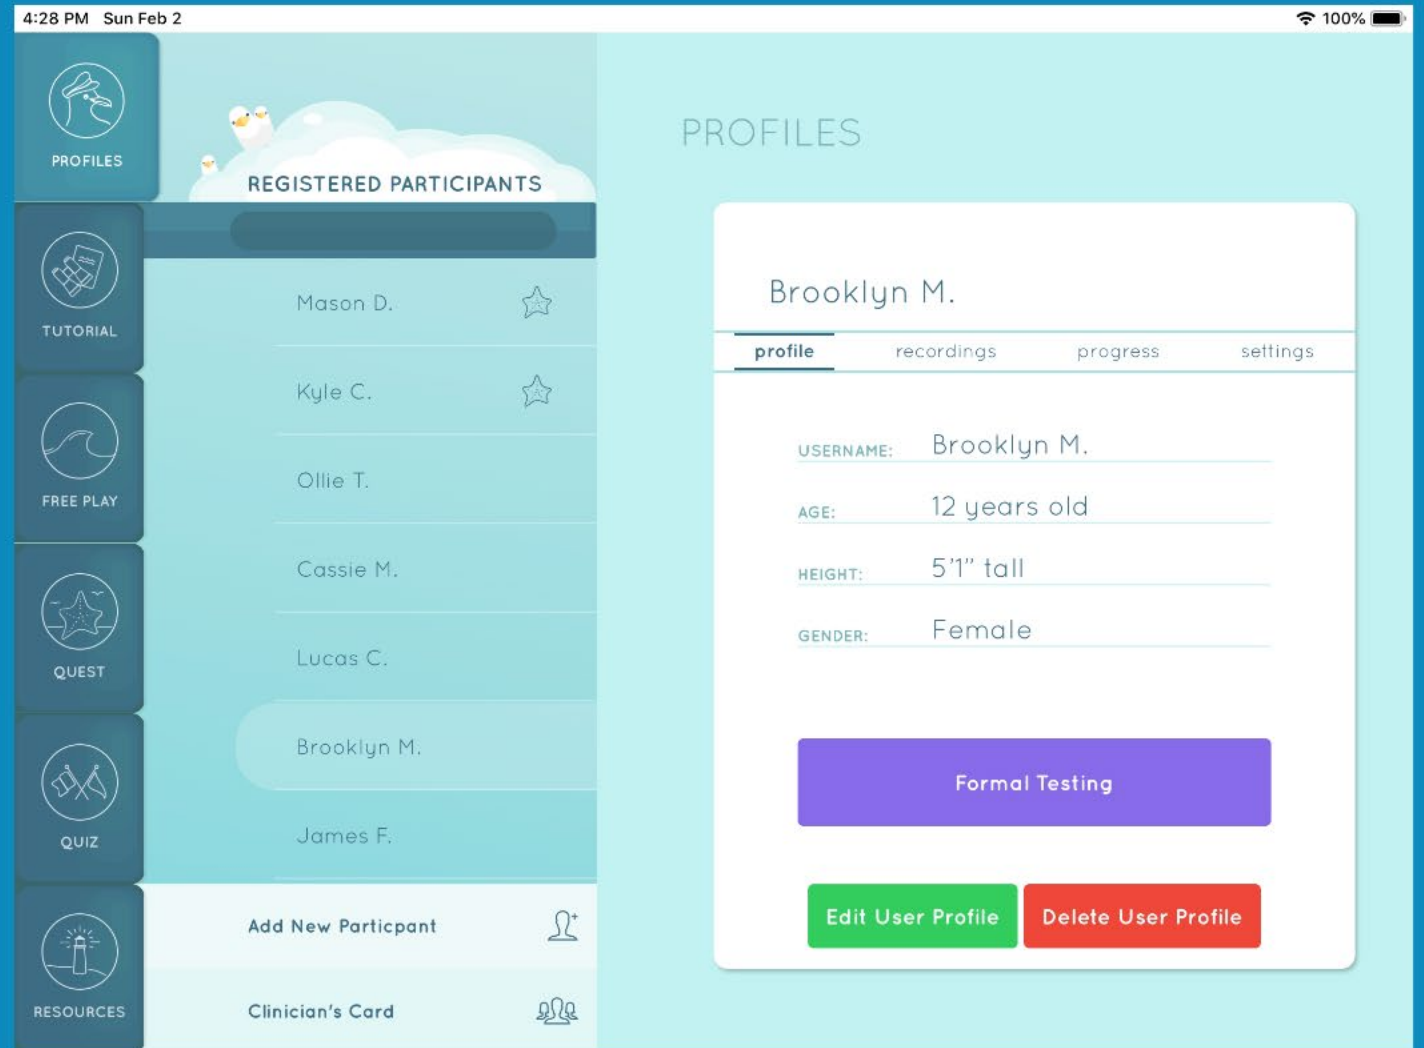 4:28 PM Sun Feb 2
100%
PROFILES
TUTORIAL
FREE PLAY
QUEST
QUIZ
RESOURCES
REGISTERED PARTICIPANTS
Mason D.
Kyle C.
Ollie T.
Cassie M.
Lucas C.
Brooklyn M.
James F.
Add New Particpant
Clinician's Card
PROFILES
Brooklyn M.
profile recordings progress settings
USERNAME: Brooklyn M.
AGE: 12 years old
HEIGHT: 5'1" tall
GENDER: Female
Formal Testing
Edit User Profile Delete User Profile